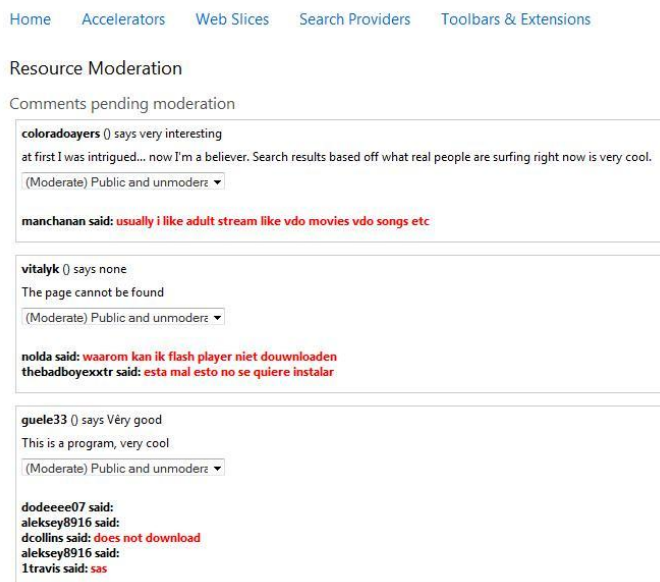 Home Accelerators Web Slices Search Providers Toolbars & Extensions
Resource Moderation
Comments pending moderation
coloradoayers () says very interesting
at first I was intrigued... now I'm a believer. Search results based off what real people are surfing right now is very cool.
(Moderate) Public and unmodera
manchanan said: usually i like adult stream like vdo movies vdo songs etc
vitalyk () says none
The page cannot be found
(Moderate) Public and unmodera
nolda said: waarom kan ik flash player niet douwnloaden
thebadboyexxtr said: esta mal esto no se quiere instalar
guele33 () says Vêry good
This is a program, very cool
(Moderate) Public and unmodera
dodeeee07 said:
aleksey8916 said:
dcollins said: does not download
aleksey8916 said:
1travis said: sas